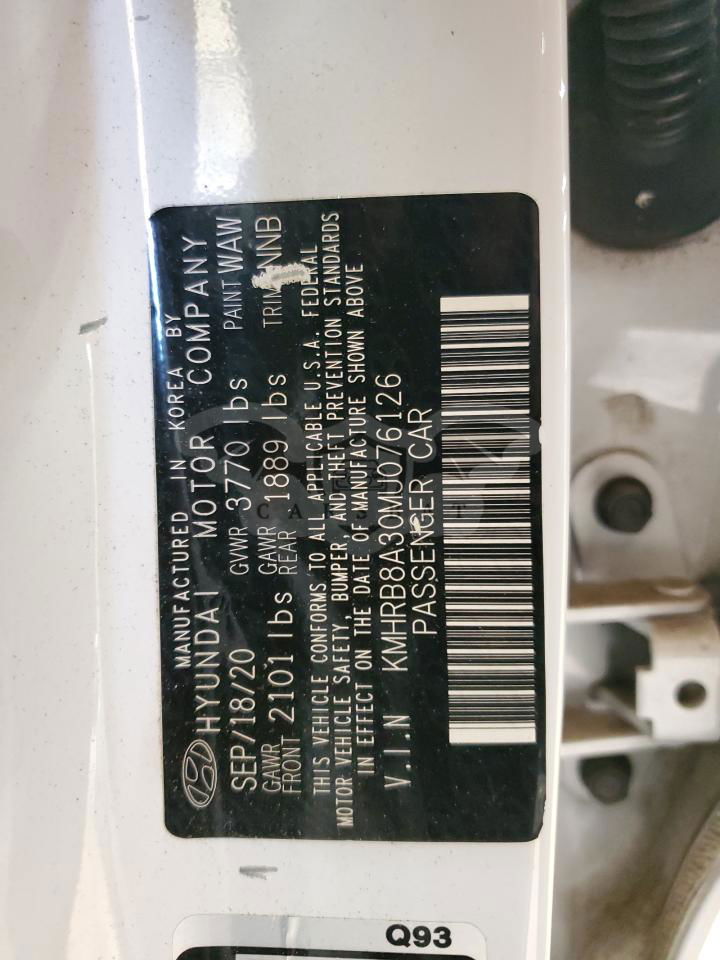 MANUFACTURED IN KOREA BY
HYUNDAI MOTOR COMPANY
SEP/18/20 GVWR 3770 lbs PAINT WAW
GAWR FRONT 2101 lbs GAWR REAR 1889 lbs TRIM NNB
THIS VEHICLE CONFORMS TO ALL APPLICABLE U.S.A. FEDERAL
MOTOR VEHICLE SAFETY, BUMPER, AND THEFT PREVENTION STANDARDS
IN EFFECT ON THE DATE OF MANUFACTURE SHOWN ABOVE
V.I.N KMHRB8A30MU076126
PASSENGER CAR
Q93